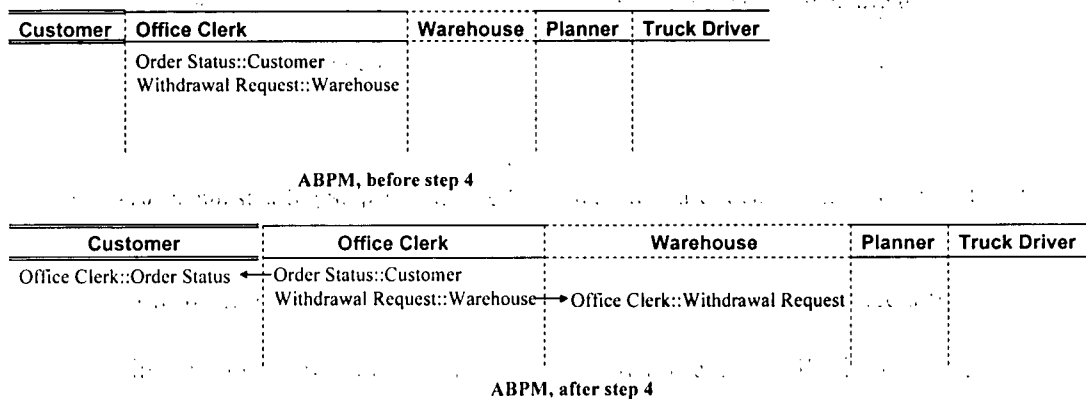 Customer Office Clerk Warehouse Planner Truck Driver
Order Status::Customer
Withdrawal Request::Warehouse
ABPM, before step 4
Customer Office Clerk Warehouse Planner Truck Driver
Office Clerk::Order Status Order Status::Customer
Withdrawal Request::Warehouse Office Clerk::Withdrawal Request
ABPM, after step 4